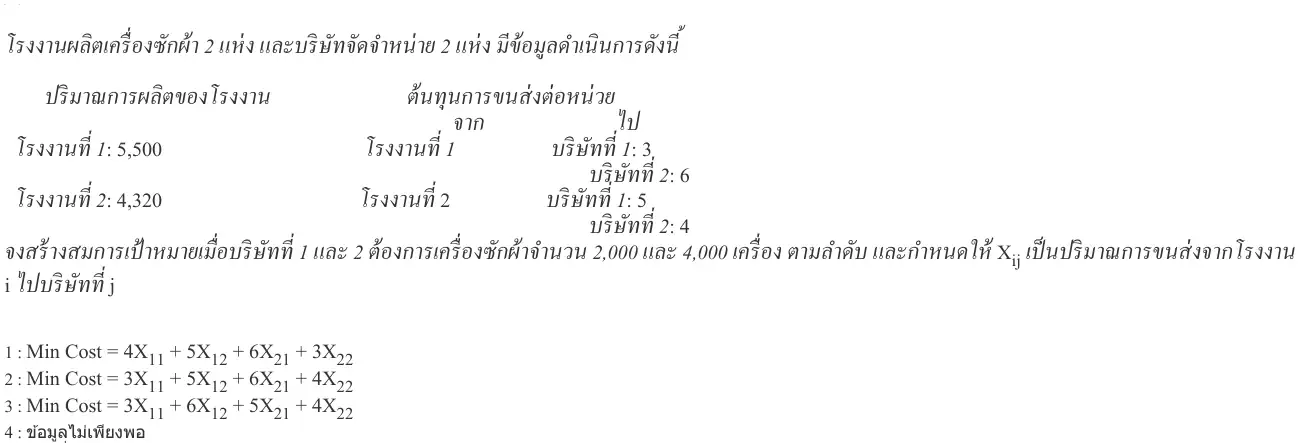 โรงงานผลิตเครื่องซักผ้า 2 แห่ง และบริษัทจัดจำหน่าย 2 แห่ง มีข้อมูลดำเนินการดังนี้
ปริมาณการผลิตของโรงงาน ต้นทุนการขนส่งต่อหน่วย
จาก ไป
โรงงานที่ 1: 5,500 โรงงานที่ 1 บริษัทที่ 1: 3
บริษัทที่ 2: 6
โรงงานที่ 2: 4,320 โรงงานที่ 2 บริษัทที่ 1: 5
บริษัทที่ 2: 4
จงสร้างสมการเป้าหมายเมื่อบริษัทที่ 1 และ 2 ต้องการเครื่องซักผ้าจำนวน 2,000 และ 4,000 เครื่อง ตามลำดับ และกำหนดให้ Xij เป็นปริมาณการขนส่งจากโรงงาน
i ไปบริษัทที่ j
1 : Min Cost = 4X11 + 5X12 + 6X21 + 3X22
2 : Min Cost = 3X11 + 5X12 + 6X21 + 4X22
3 : Min Cost = 3X11 + 6X12 + 5X21 + 4X22
4 : ข้อมูลไม่เพียงพอ